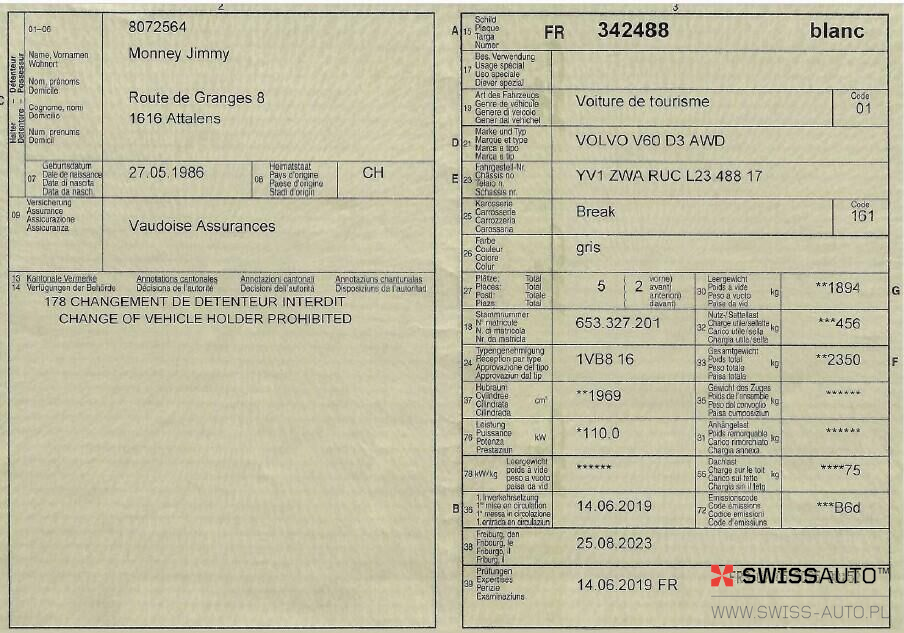 2
01–06
8072564
Name, Vornamen
Wohnort
Nom, prénoms
Domicile
Cognome, nomi
Domicilio
Num, prenums
Domicil
Monney Jimmy
Route de Granges 8
1616 Attalens
07
Geburtsdatum
Date de naissance
Data di nascita
Data da nasch.
27.05.1986
08
Heimatstaat
Pays d'origine
Paese d'origine
Stadi d'origin
CH
09
Versicherung
Assurance
Assicurazione
Assicuranza
Vaudoise Assurances
13 Kantonale Vermerke Annotations cantonales Annotazioni cantonali Annotaziuns chantunalas
14 Verfügungen der Behörde Décisions de l'autorité Decisioni dell'autorità Disposiziuns da l'autoritad
178 CHANGEMENT DE DETENTEUR INTERDIT
CHANGE OF VEHICLE HOLDER PROHIBITED
3
A 15
Schild
Plaque
Targa
Numer
FR 342488 blanc
17
Bes. Verwendung
Usage spécial
Uso speciale
Diever spezial
19
Art des Fahrzeugs
Genre de véhicule
Genere di veicolo
Gener dal vehichel
Voiture de tourisme
Code
01
D 21
Marke und Typ
Marque et type
Marca e tipo
Marca e tip
VOLVO V60 D3 AWD
E 23
Fahrgestell-Nr.
Châssis no
Telaio n.
Schassis nr.
YV1 ZWA RUC L23 488 17
25
Karosserie
Carrosserie
Carrozzeria
Carossaria
Break
Code
161
26
Farbe
Couleur
Colore
Colur
gris
27
Plätze: Total
Places: Total
Posti: Totale
Plazs: Total
5
2
vorne)
avant)
anteriori)
davant)
30
Leergewicht
Poids à vide
Peso a vuoto
Paisa da vid
kg
**1894
G
18
Stammnummer
N° matricule
N. di matricola
Nr. da matricla
653.327.201
32
Nutz-/Sattellast
Charge utile/sellette
Carico utile/sella
Chargia utila/sella
kg
***456
24
Typengenehmigung
Réception par type
Approvazione del tipo
Approvaziun dal tip
1VB8 16
33
Gesamtgewicht
Poids total
Peso totale
Paisa totala
kg
**2350
F
37
Hubraum
Cylindrée
Cilindrata
Cilindrada
cm³
**1969
35
Gewicht des Zuges
Poids de l'ensemble
Peso del convoglio
Paisa cumposiziun
kg
******
76
Leistung
Puissance
Potenza
Prestaziun
kW
*110.0
31
Anhängelast
Poids remorquable
Carico rimorchiato
Chargia annexa
kg
******
78 kW/kg
Leergewicht
poids à vide
peso a vuoto
paisa da vid
******
55
Dachlast
Charge sur le toit
Carico sul tetto
Chargia sin il tetg
kg
****75
B 36
1. Inverkehrsetzung
1re mise en circulation
1a messa in circolazione
1. entrada en circulaziun
14.06.2019
72
Emissionscode
Code émissions
Codice emissioni
Code d'emissiuns
***B6d
38
Freiburg, den
Fribourg, le
Friburgo, il
Friburg, il
25.08.2023
39
Prüfungen
Expertises
Perizie
Examinaziuns
14.06.2019 FR
SWISSAUTO™
WWW.SWISS-AUTO.PL